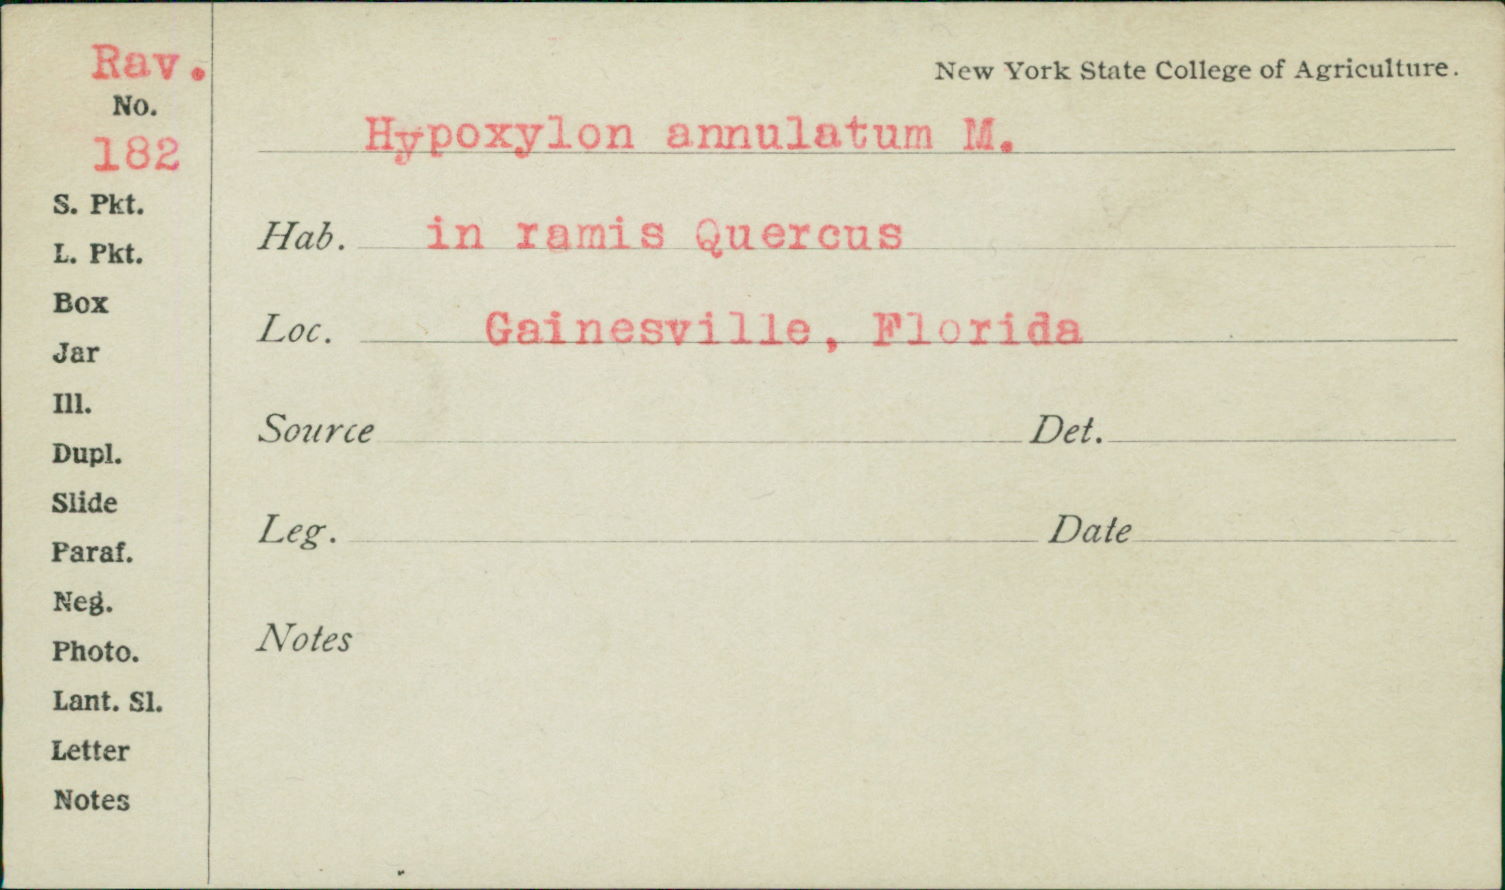 Rav.
No.
182
S. Pkt.
L. Pkt.
Box
Jar
Ill.
Dupl.
Slide
Paraf.
Neg.
Photo.
Lant. Sl.
Letter
Notes
New York State College of Agriculture.
Hypoxylon annulatum M.
Hab. in ramis Quercus
Loc. Gainesville, Florida
Source Det.
Leg. Date
Notes